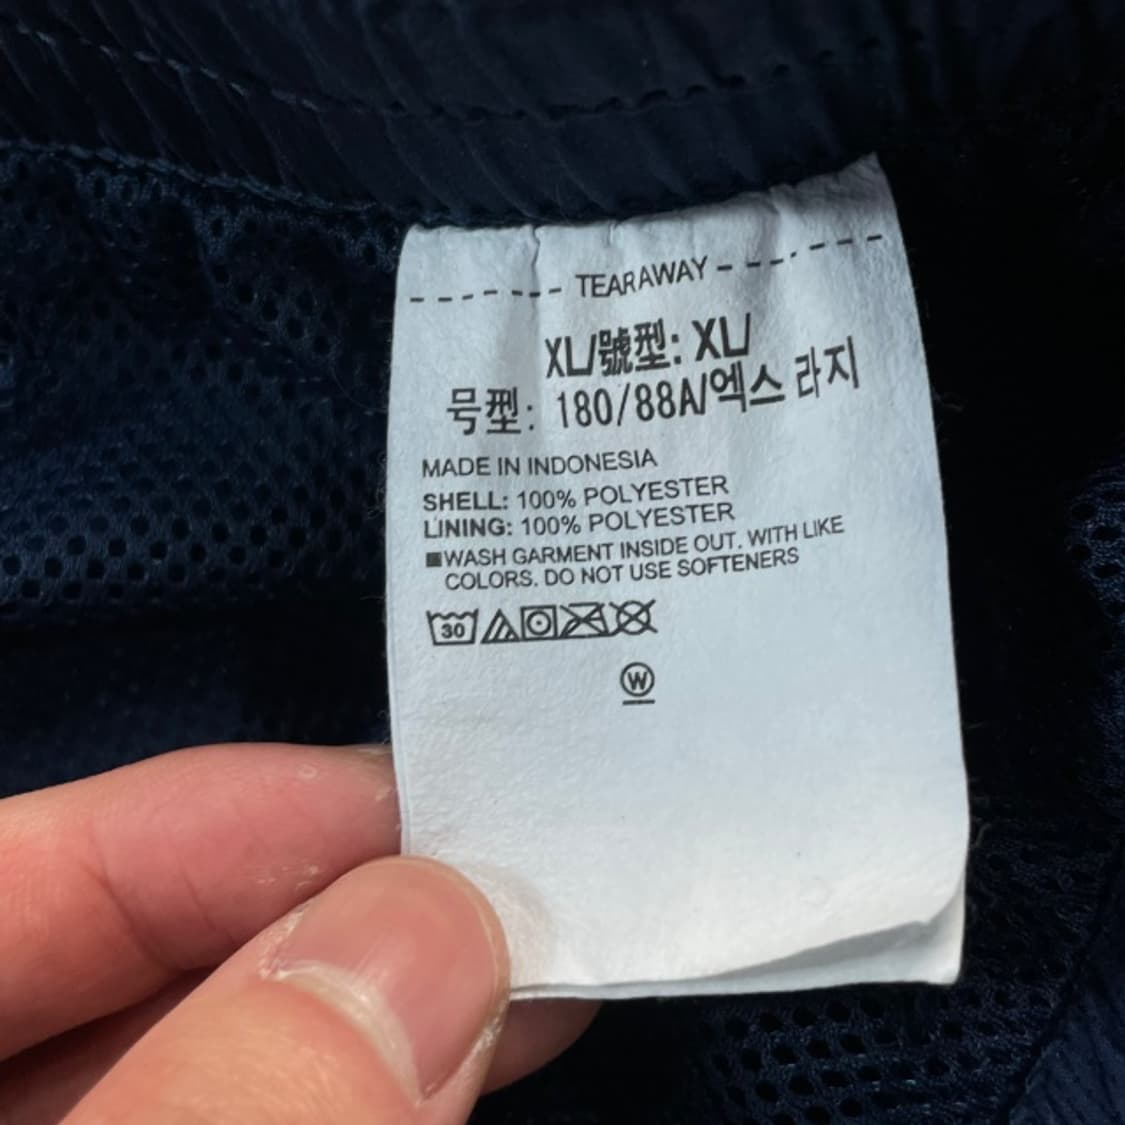 TEARAWAY
XL/號型: XL/
号型: 180/88A/엑스 라지
MADE IN INDONESIA
SHELL: 100% POLYESTER
LINING: 100% POLYESTER
■WASH GARMENT INSIDE OUT. WITH LIKE
COLORS. DO NOT USE SOFTENERS
30
W